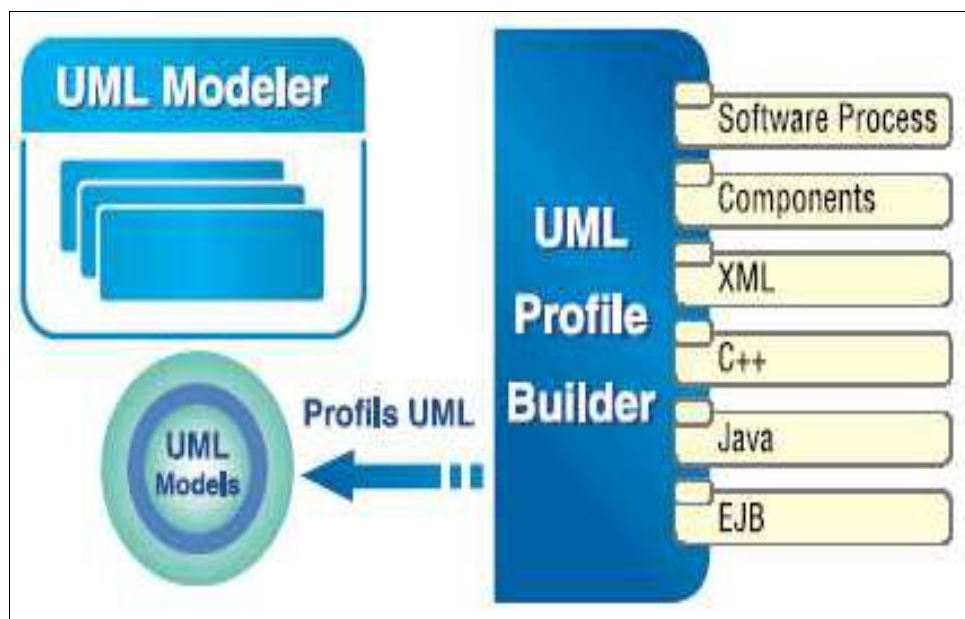 UML Modeler
UML
Models
Profils UML
UML
Profile
Builder
Software Process
Components
XML
C++
Java
EJB